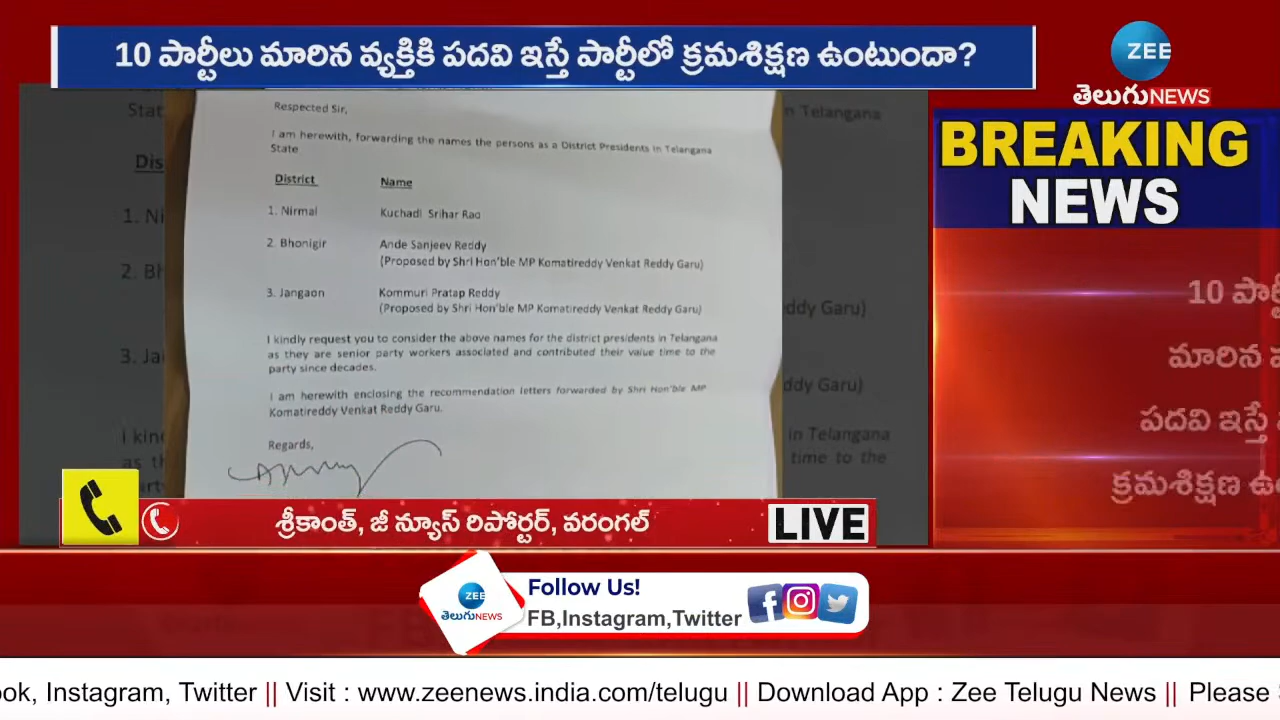 10 పార్టీలు మారిన వ్యక్తికి పదవి ఇస్తే పార్టీలో క్రమశిక్షణ ఉంటుందా?
ZEE
తెలుగు NEWS
BREAKING
NEWS
Respected Sir,
I am herewith, forwarding the names the persons as a District Presidents in Telangana
State
District Name
1. Nirmal Kuchadi Srihar Rao
2. Bhonigir Ande Sanjeev Reddy
(Proposed by Shri Hon'ble MP Komatireddy Venkat Reddy Garu)
3. Jangaon Kommuri Pratap Reddy
(Proposed by Shri Hon'ble MP Komatireddy Venkat Reddy Garu)
I kindly request you to consider the above names for the district presidents in Telangana
as they are senior party workers associated and contributed their value time to the
party since decades.
I am herewith enclosing the recommendation letters forwarded by Shri Hon'ble MP
Komatireddy Venkat Reddy Garu.
Regards,
10
మారిన
పదవి ఇస్తే
క్రమశిక్షణ
శ్రీకాంత్, జీ న్యూస్ రిపోర్టర్, వరంగల్
LIVE
ZEE
తెలుగు NEWS
Follow Us!
FB,Instagram,Twitter
Instagram, Twitter || Visit : www.zeenews.india.com/telugu || Download App : Zee Telugu News || Please